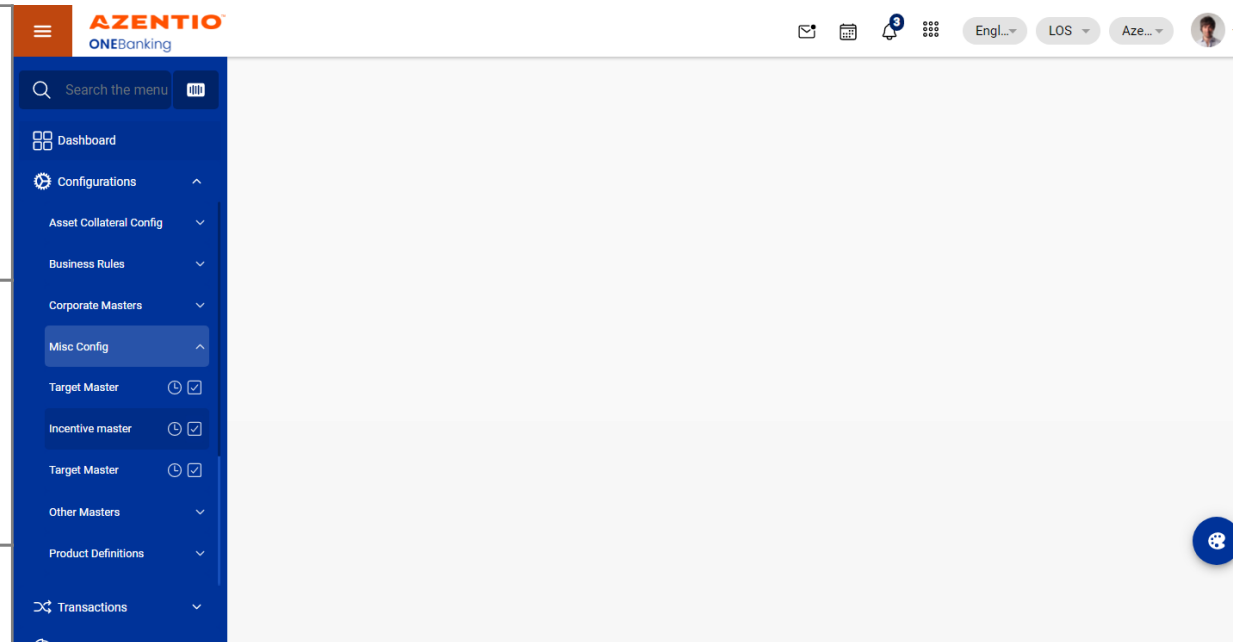 AZENTIO
ONEBanking
3
Engl...
LOS
Aze...
Search the menu
Dashboard
Configurations
Asset Collateral Config
Business Rules
Corporate Masters
Misc Config
Target Master
Incentive master
Target Master
Other Masters
Product Definitions
Transactions